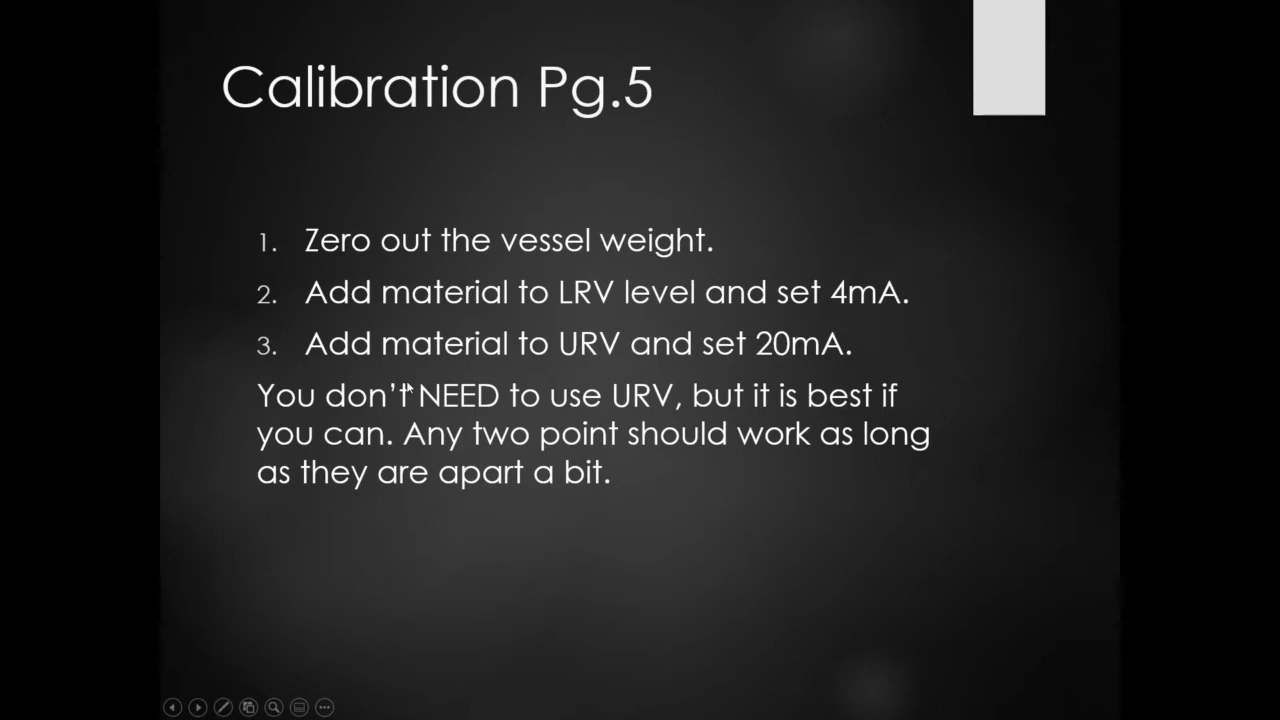 Calibration Pg.5
1. Zero out the vessel weight.
2. Add material to LRV level and set 4mA.
3. Add material to URV and set 20mA.
You don’t NEED to use URV, but it is best if
you can. Any two point should work as long
as they are apart a bit.